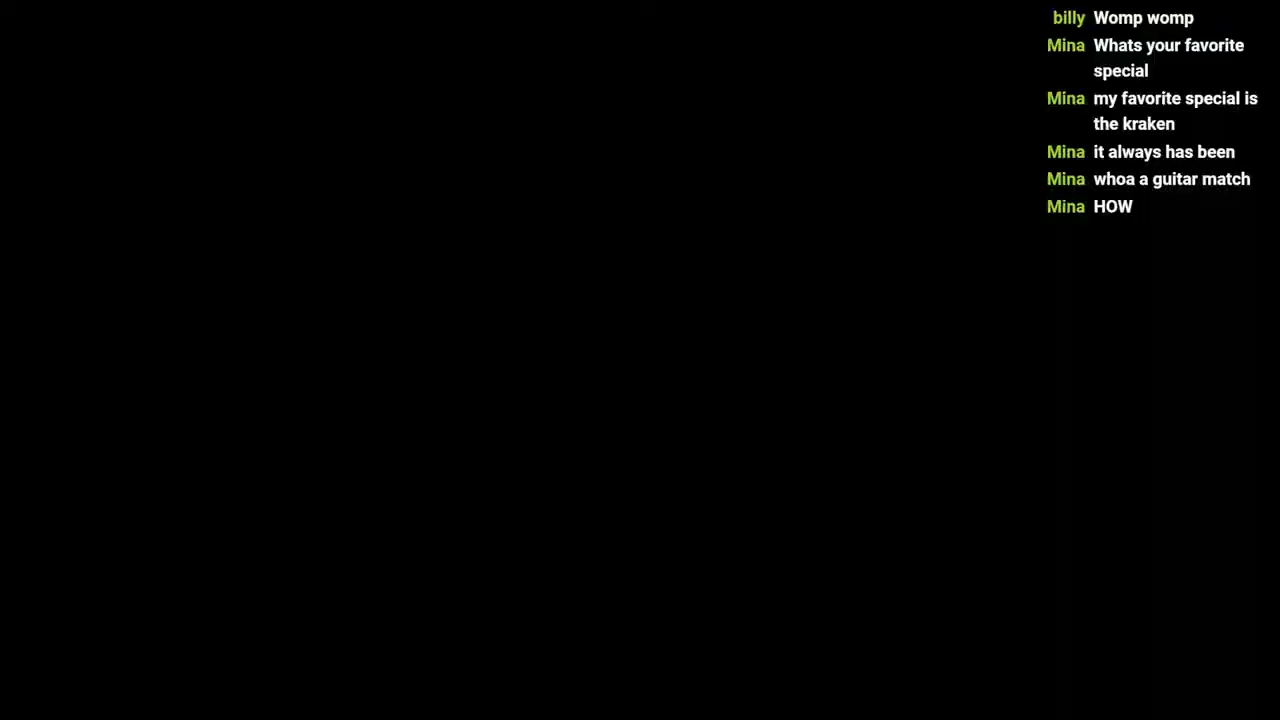 billy Womp womp
Mina Whats your favorite
special
Mina my favorite special is
the kraken
Mina it always has been
Mina whoa a guitar match
Mina HOW